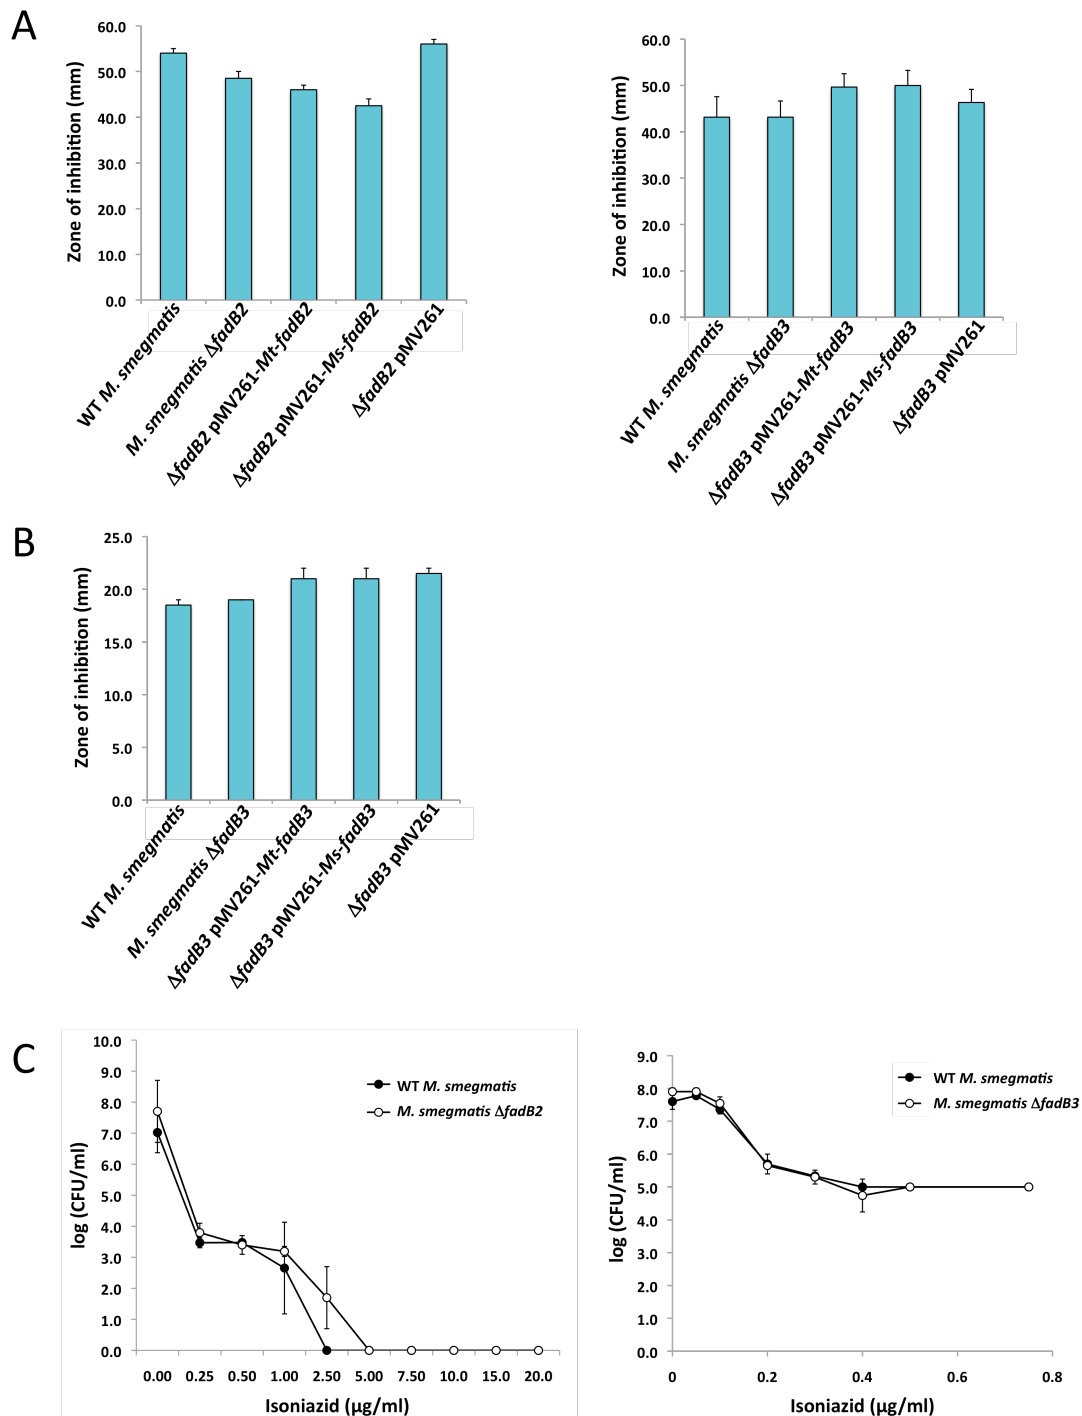 A
60.0
50.0
40.0
30.0
20.0
10.0
0.0
Zone of inhibition (mm)
WT M. smegmatis
M. smegmatis ΔfadB2
ΔfadB2 pMV261-Mt-fadB2
ΔfadB2 pMV261-Ms-fadB2
ΔfadB2 pMV261
60.0
50.0
40.0
30.0
20.0
10.0
0.0
Zone of inhibition (mm)
WT M. smegmatis
M. smegmatis ΔfadB3
ΔfadB3 pMV261-Mt-fadB3
ΔfadB3 pMV261-Ms-fadB3
ΔfadB3 pMV261
B
25.0
20.0
15.0
10.0
5.0
0.0
Zone of inhibition (mm)
WT M. smegmatis
M. smegmatis ΔfadB3
ΔfadB3 pMV261-Mt-fadB3
ΔfadB3 pMV261-Ms-fadB3
ΔfadB3 pMV261
C
10.0
9.0
8.0
7.0
6.0
5.0
4.0
3.0
2.0
1.0
0.0
log (CFU/ml)
WT M. smegmatis
M. smegmatis ΔfadB2
0.00 0.25 0.50 1.00 2.50 5.00 7.50 10.0 15.0 20.0
Isoniazid (µg/ml)
9.0
8.0
7.0
6.0
5.0
4.0
3.0
2.0
1.0
0.0
log (CFU/ml)
WT M. smegmatis
M. smegmatis ΔfadB3
0 0.2 0.4 0.6 0.8
Isoniazid (µg/ml)